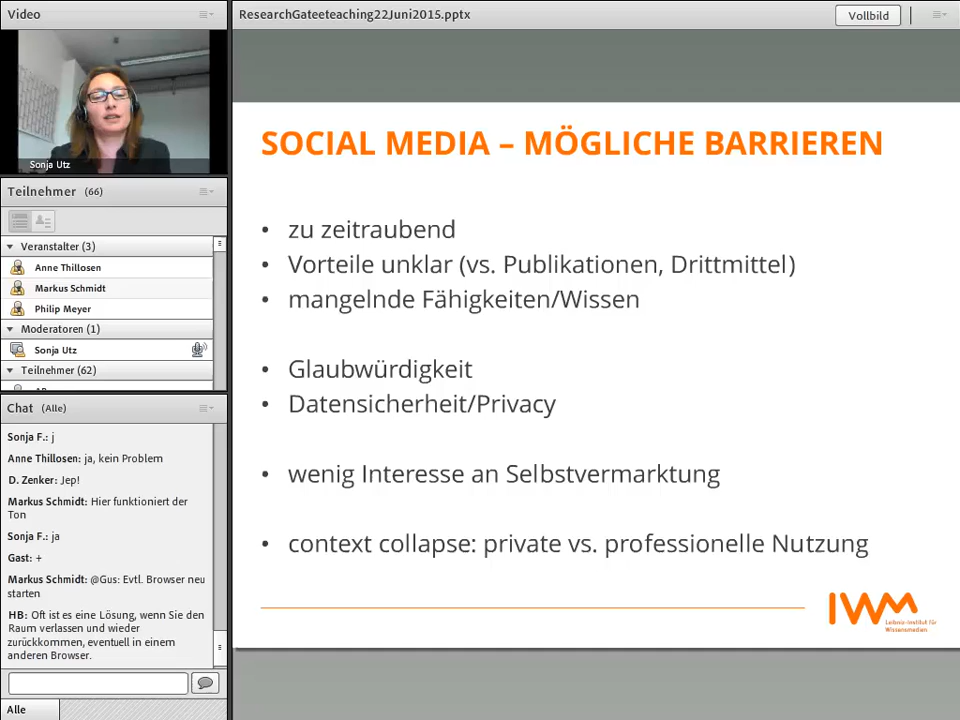 Video
ResearchGateeteaching22Juni2015.pptx
Vollbild
Sonja Utz
Teilnehmer (66)
Veranstalter (3)
Anne Thillosen
Markus Schmidt
Philip Meyer
Moderatoren (1)
Sonja Utz
Teilnehmer (62)
Chat (Alle)
Sonja F.: j
Anne Thillosen: ja, kein Problem
D. Zenker: Jep!
Markus Schmidt: Hier funktioniert der
Ton
Sonja F.: ja
Gast: +
Markus Schmidt: @Gus: Evtl. Browser neu
starten
HB: Oft ist es eine Lösung, wenn Sie den
Raum verlassen und wieder
zurückkommen, eventuell in einem
anderen Browser.
Alle
SOCIAL MEDIA – MÖGLICHE BARRIEREN
• zu zeitraubend
• Vorteile unklar (vs. Publikationen, Drittmittel)
• mangelnde Fähigkeiten/Wissen
• Glaubwürdigkeit
• Datensicherheit/Privacy
• wenig Interesse an Selbstvermarktung
• context collapse: private vs. professionelle Nutzung
IWM
Leibniz-Institut für
Wissensmedien